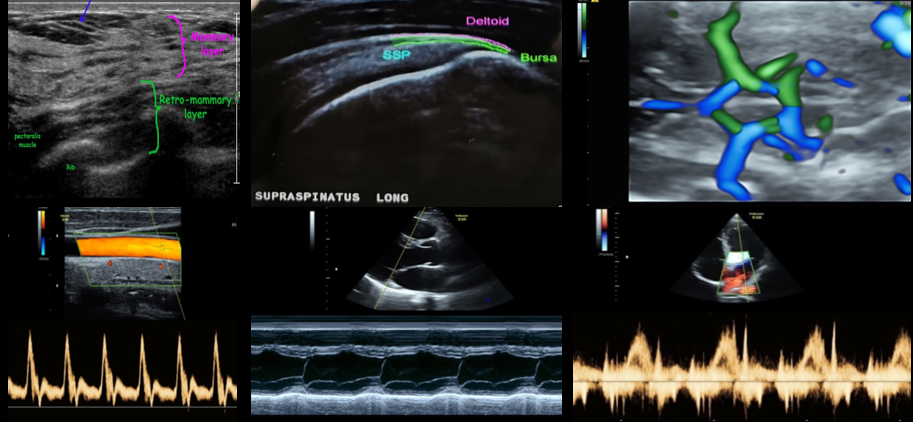 Mammary
layer
Retro-mammary
layer
pectoralis
muscle
Rib
Deltoid
SSP
Bursa
SUPRASPINATUS LONG